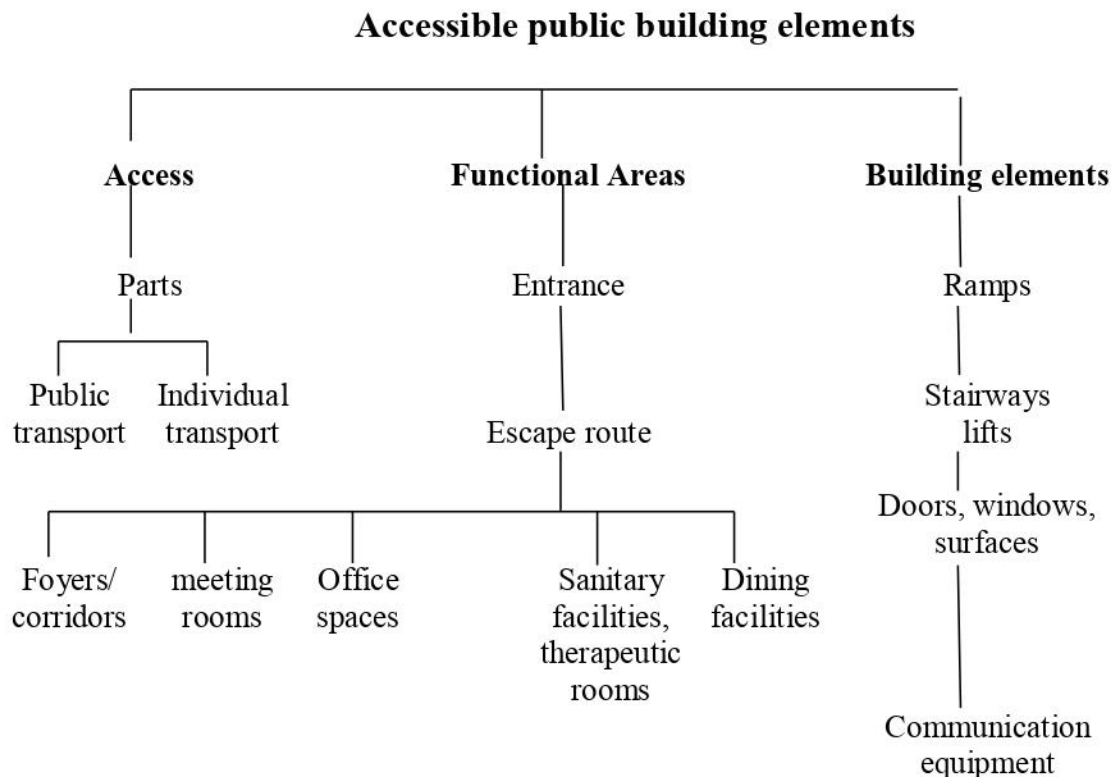 Accessible public building elements
Access
Functional Areas
Building elements
Parts
Entrance
Ramps
Public
transport
Individual
transport
Escape route
Stairways
lifts
Doors, windows,
surfaces
Foyers/
corridors
meeting
rooms
Office
spaces
Sanitary
facilities,
therapeutic
rooms
Dining
facilities
Communication
equipment